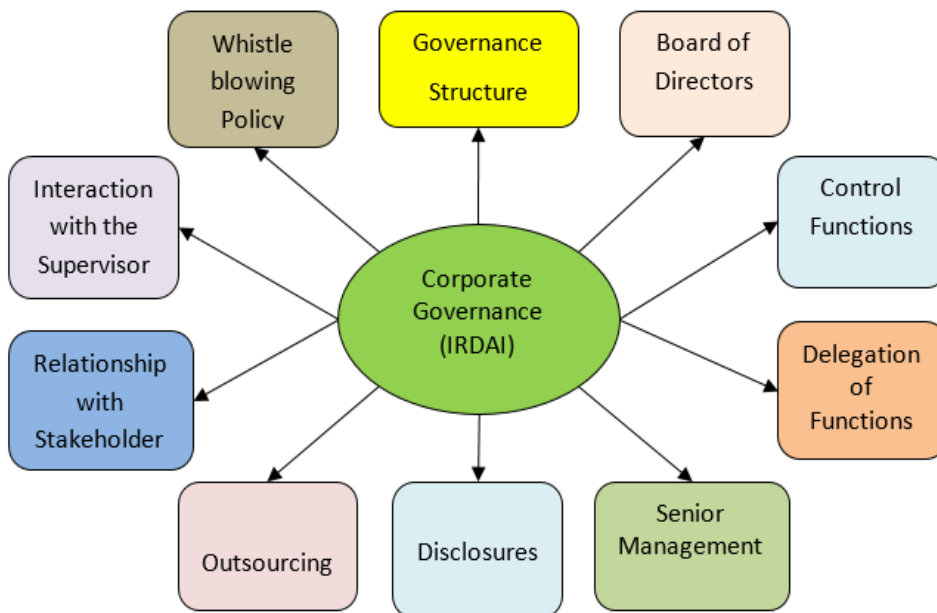 Whistle
blowing
Policy
Governance
Structure
Board of
Directors
Interaction
with the
Supervisor
Control
Functions
Corporate
Governance
(IRDAI)
Relationship
with
Stakeholder
Delegation
of
Functions
Outsourcing
Disclosures
Senior
Management